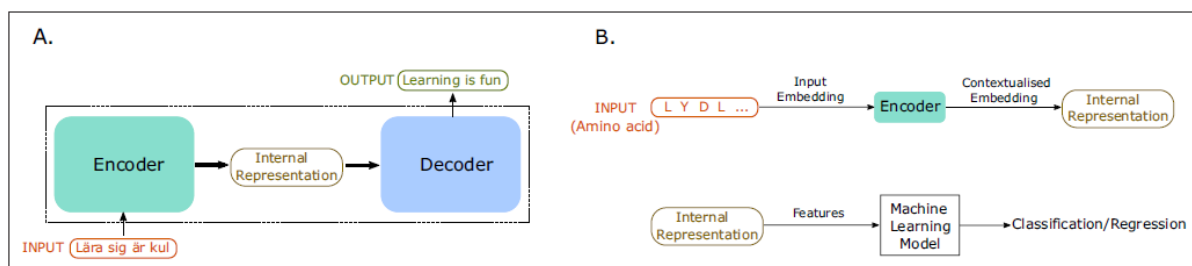 A.
OUTPUT Learning is fun
Encoder
Internal
Representation
Decoder
INPUT Lära sig är kul
B.
INPUT
(Amino acid)
L Y D L ...
Input
Embedding
Encoder
Contextualised
Embedding
Internal
Representation
Internal
Representation
Features
Machine
Learning
Model
Classification/Regression